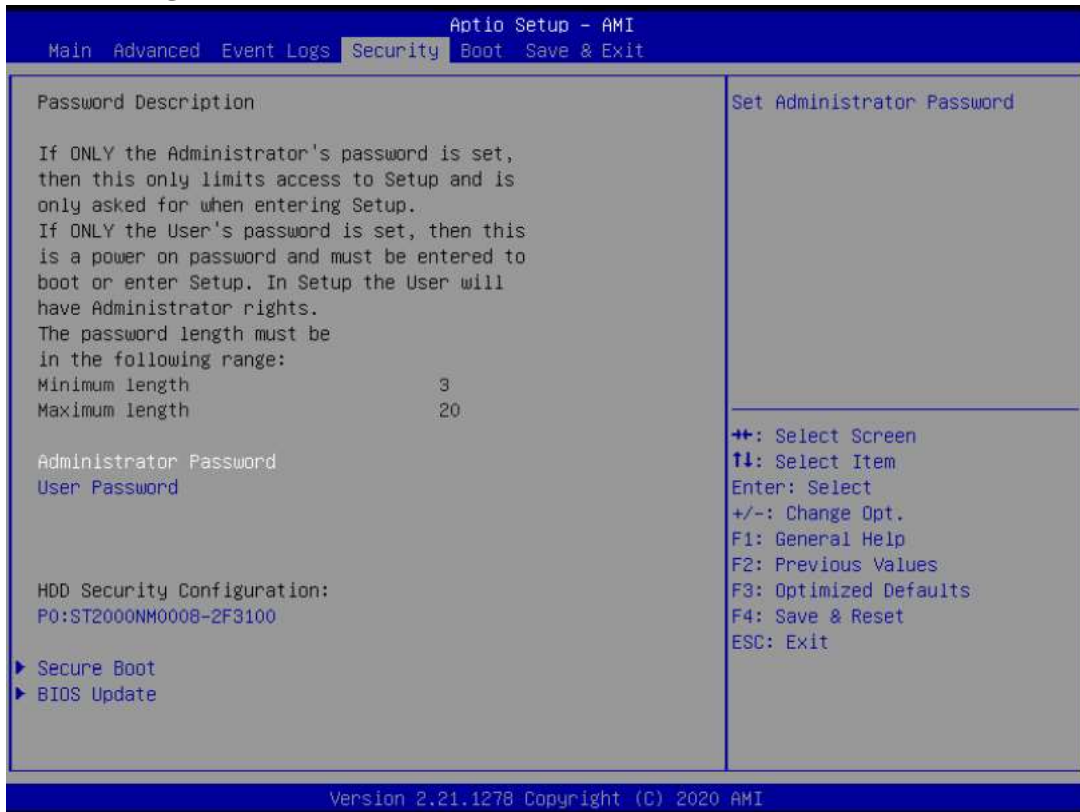 Aptio Setup – AMI
Main Advanced Event Logs Security Boot Save & Exit
Password Description
If ONLY the Administrator's password is set,
then this only limits access to Setup and is
only asked for when entering Setup.
If ONLY the User's password is set, then this
is a power on password and must be entered to
boot or enter Setup. In Setup the User will
have Administrator rights.
The password length must be
in the following range:
Minimum length 3
Maximum length 20
Administrator Password
User Password
HDD Security Configuration:
P0:ST2000NM0008-2F3100
▶ Secure Boot
▶ BIOS Update
Set Administrator Password
→←: Select Screen
↑↓: Select Item
Enter: Select
+/-: Change Opt.
F1: General Help
F2: Previous Values
F3: Optimized Defaults
F4: Save & Reset
ESC: Exit
Version 2.21.1278 Copyright (C) 2020 AMI